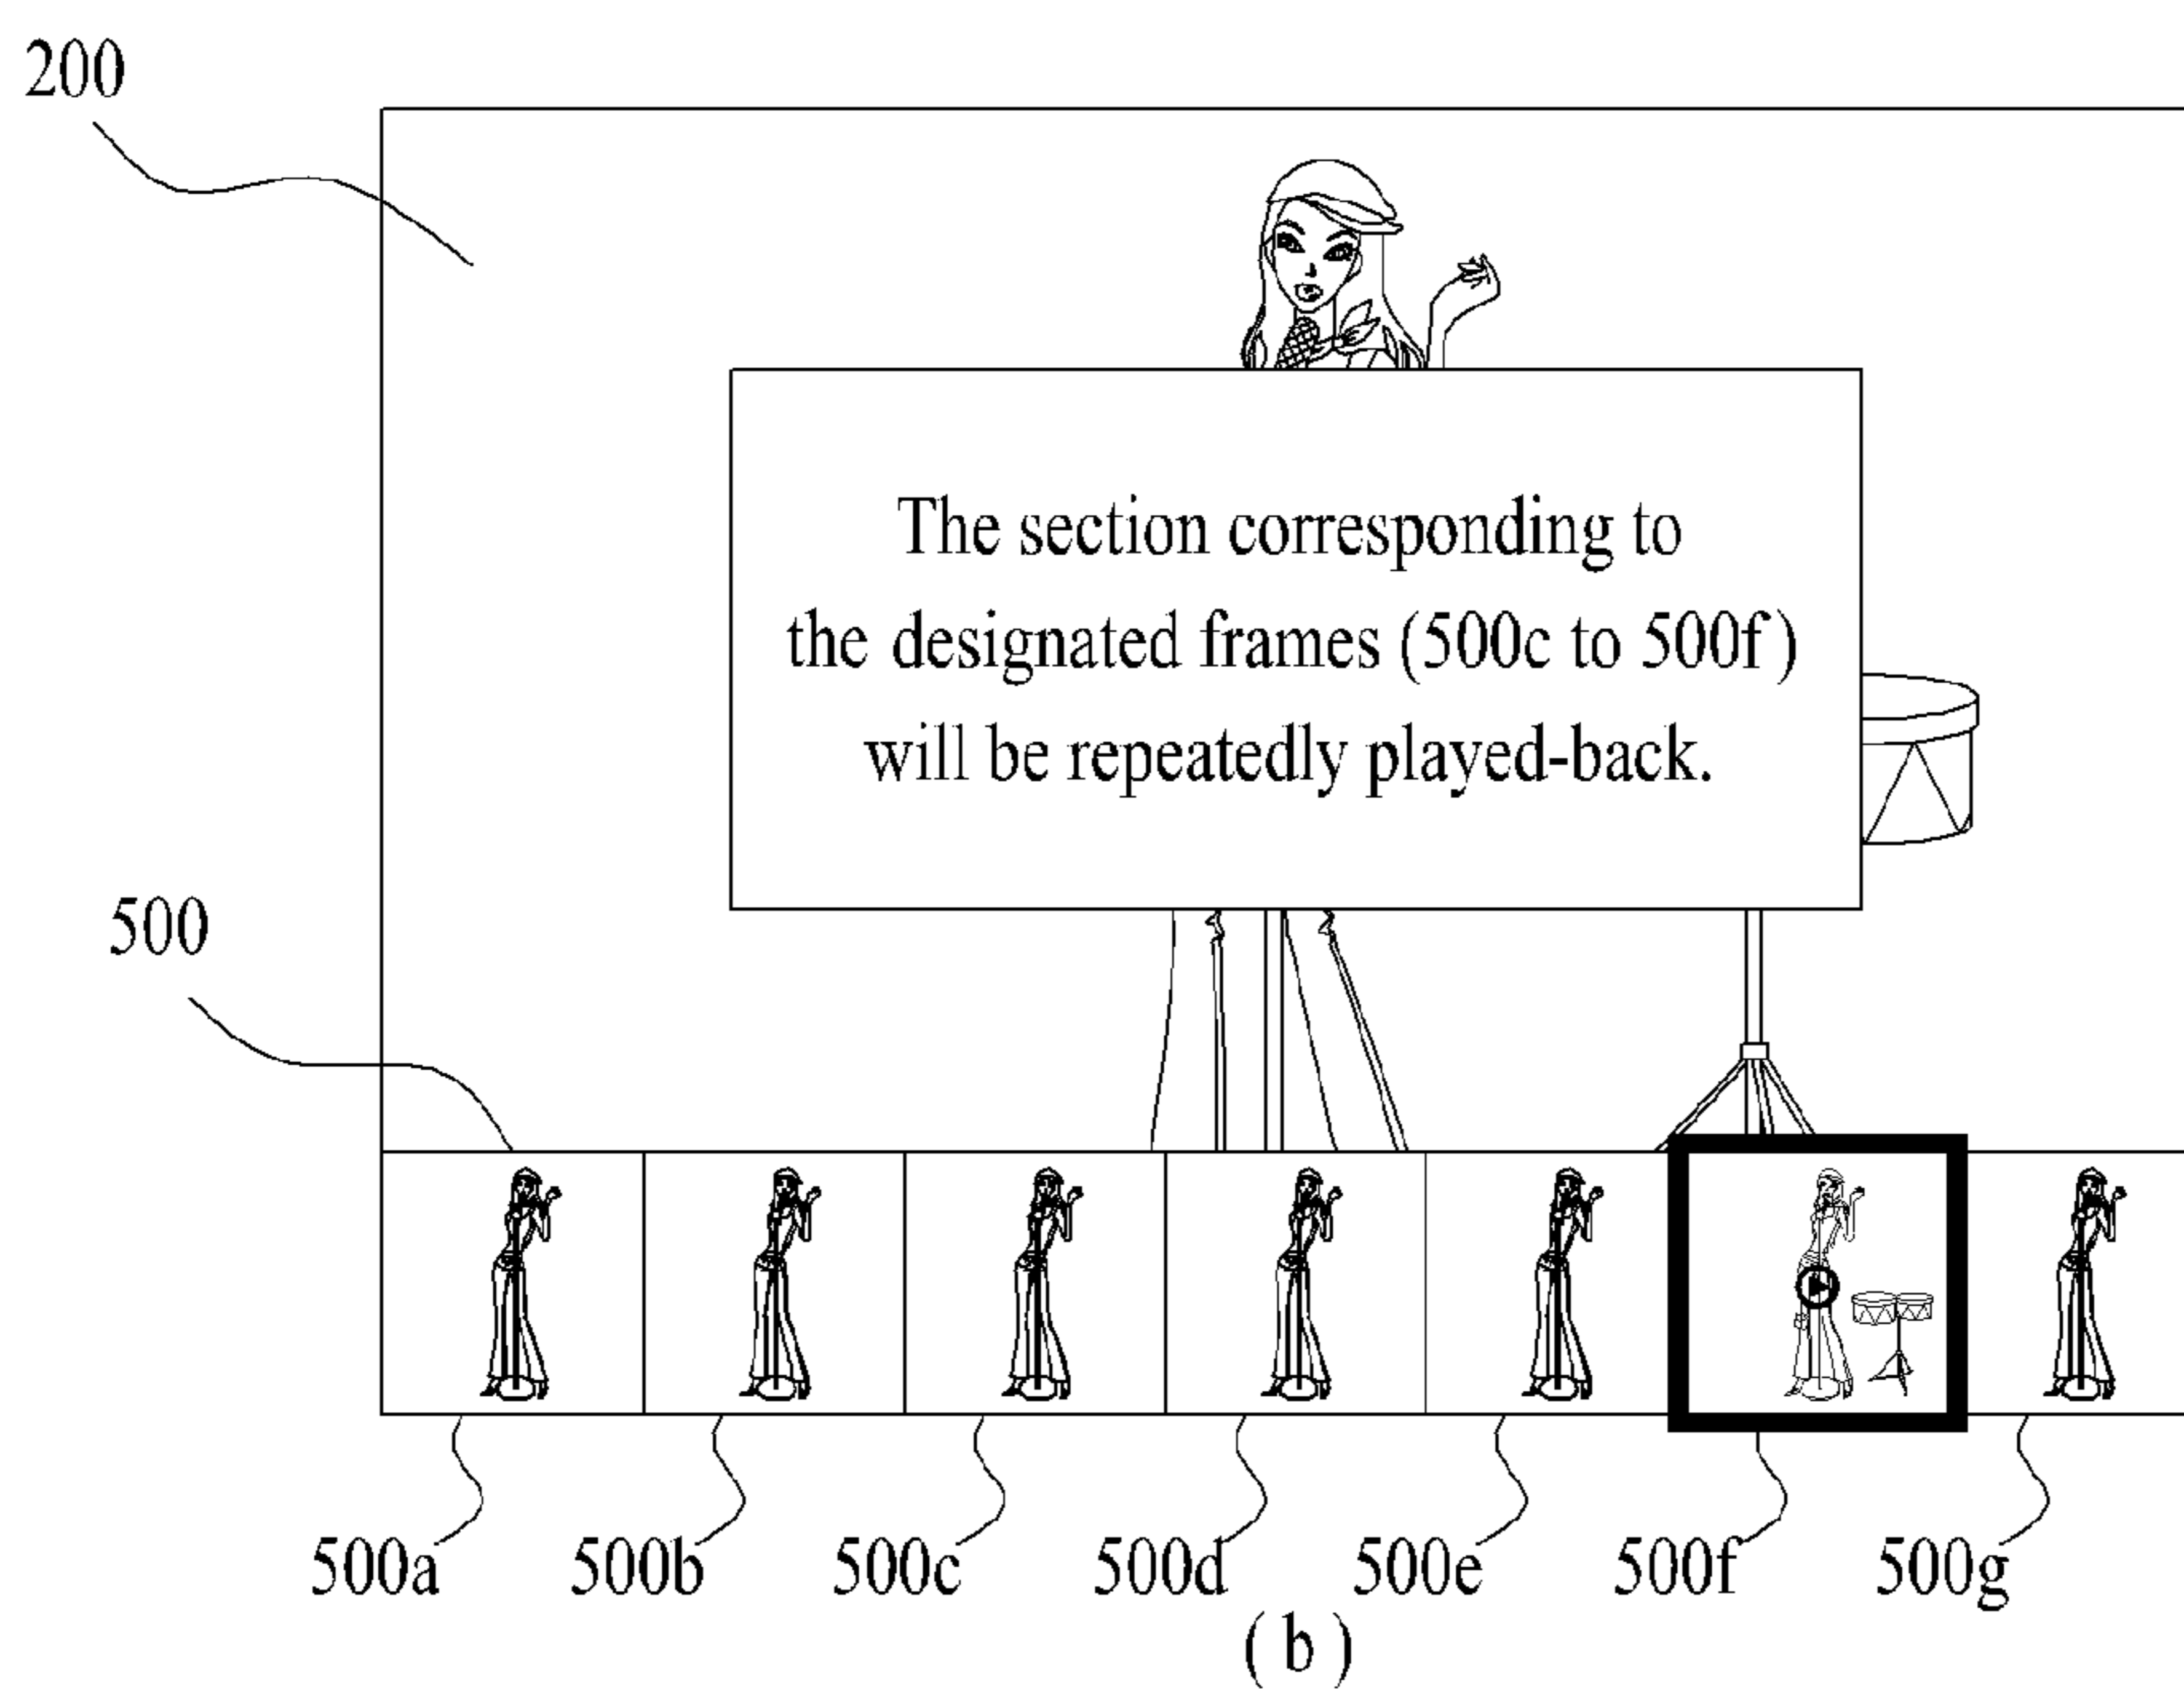 200
The section corresponding to
the designated frames (500c to 500f)
will be repeatedly played-back.
500
500a 500b 500c 500d 500e 500f 500g
(b)